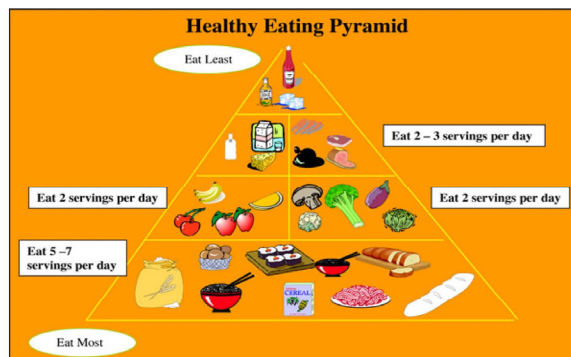 Healthy Eating Pyramid
Eat Least
Eat 2 – 3 servings per day
Eat 2 servings per day
Eat 2 servings per day
Eat 5 –7
servings per day
CEREAL
Eat Most